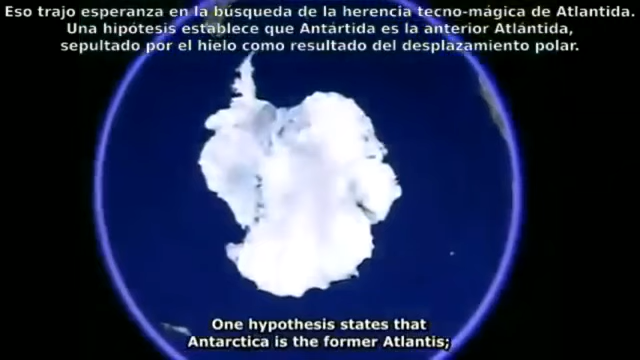 Eso trajo esperanza en la búsqueda de la herencia tecno-mágica de Atlantida.
Una hipótesis establece que Antártida es la anterior Atlántida,
sepultado por el hielo como resultado del desplazamiento polar.
One hypothesis states that
Antarctica is the former Atlantis;